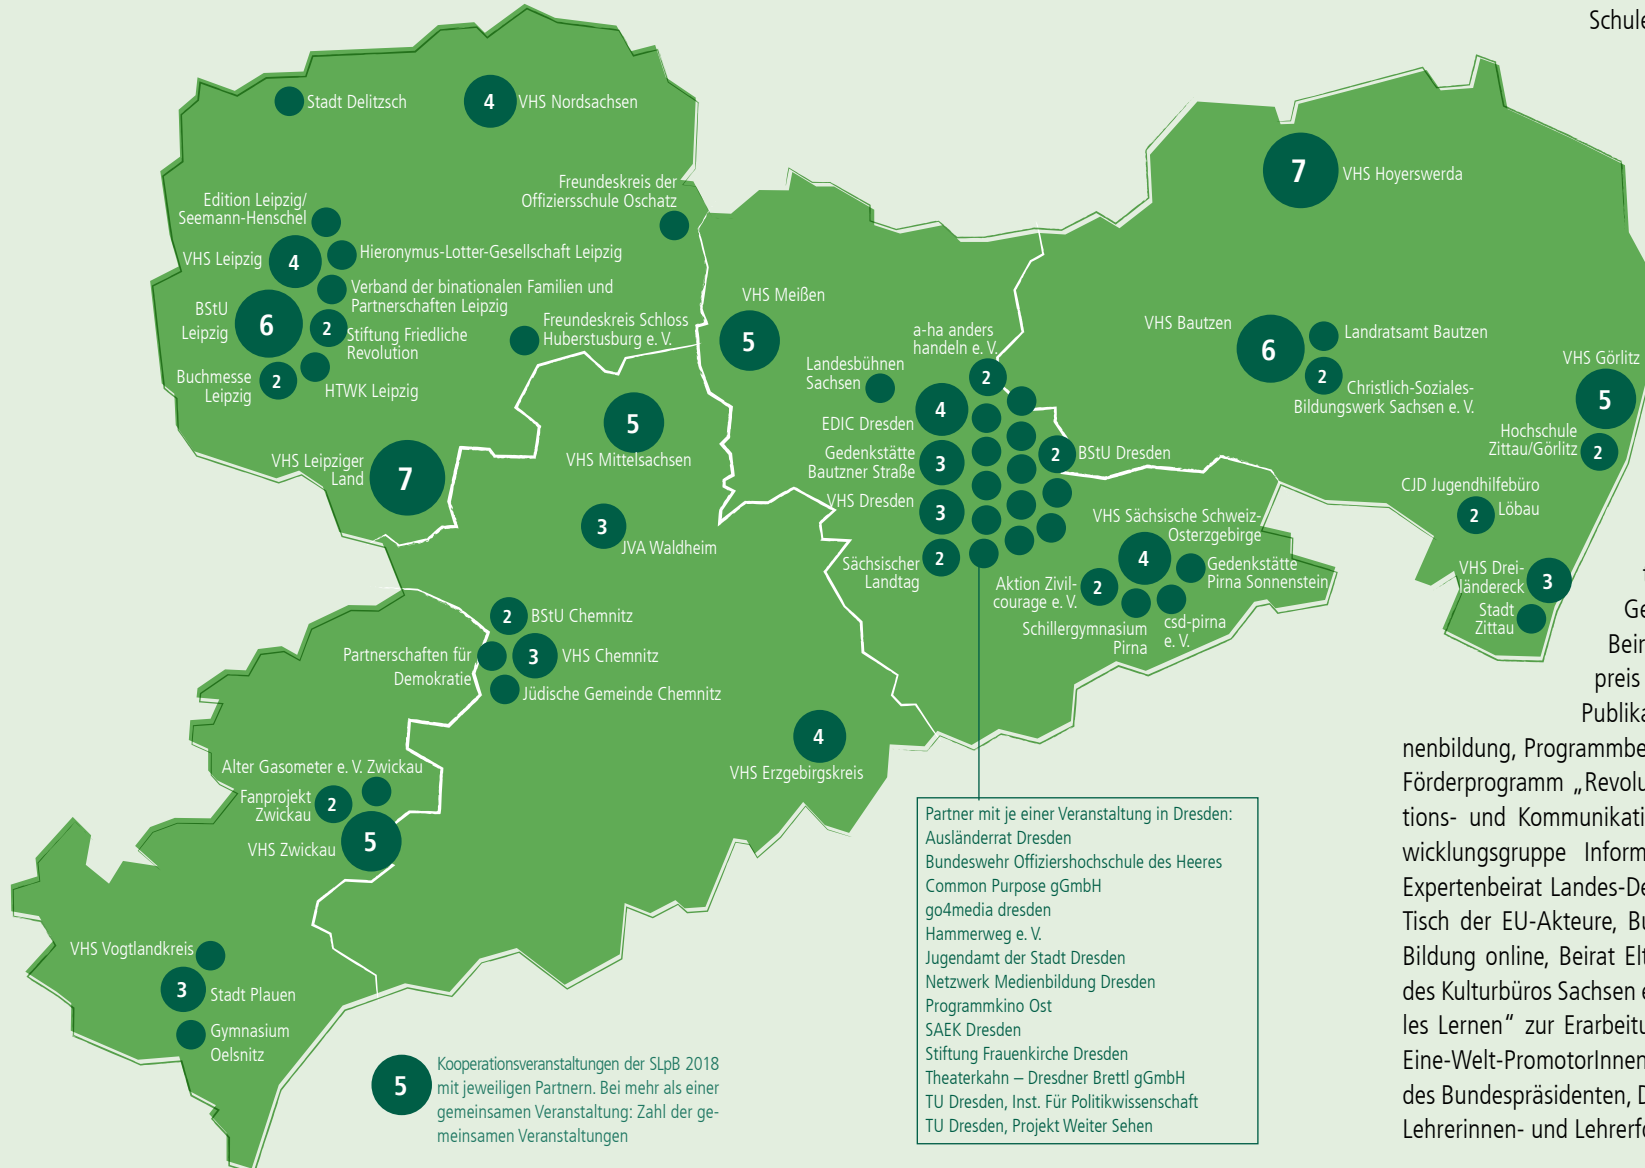 Schule
Stadt Delitzsch
4
VHS Nordsachsen
Freundeskreis der
Offiziersschule Oschatz
Edition Leipzig/
Seemann-Henschel
Hieronymus-Lotter-Gesellschaft Leipzig
VHS Leipzig
4
Verband der binationalen Familien und
Partnerschaften Leipzig
BStU
Leipzig
6
2
Stiftung Friedliche
Revolution
Freundeskreis Schloss
Huberstusburg e. V.
Buchmesse
Leipzig
2
HTWK Leipzig
VHS Leipziger
Land
7
5
VHS Mittelsachsen
3
JVA Waldheim
VHS Meißen
5
a-ha anders
handeln e. V.
2
Landesbühnen
Sachsen
EDIC Dresden
4
Gedenkstätte
Bautzner Straße
3
2
BStU Dresden
VHS Dresden
3
Sächsischer
Landtag
2
7
VHS Hoyerswerda
VHS Bautzen
6
Landratsamt Bautzen
2
Christlich-Soziales-
Bildungswerk Sachsen e. V.
VHS Görlitz
5
Hochschule
Zittau/Görlitz
2
CJD Jugendhilfebüro
Löbau
2
VHS Drei-
ländereck
3
Stadt
Zittau
VHS Sächsische Schweiz-
Osterzgebirge
4
Gedenkstätte
Pirna Sonnenstein
Aktion Zivil-
courage e. V.
2
Schillergymnasium
Pirna
csd-pirna
e. V.
2
BStU Chemnitz
Partnerschaften für
Demokratie
3
VHS Chemnitz
Jüdische Gemeinde Chemnitz
4
VHS Erzgebirgskreis
Alter Gasometer e. V. Zwickau
Fanprojekt
Zwickau
2
VHS Zwickau
5
VHS Vogtlandkreis
3
Stadt Plauen
Gymnasium
Oelsnitz
5
Kooperationsveranstaltungen der SLpB 2018
mit jeweiligen Partnern. Bei mehr als einer
gemeinsamen Veranstaltung: Zahl der ge-
meinsamen Veranstaltungen
Partner mit je einer Veranstaltung in Dresden:
Ausländerrat Dresden
Bundeswehr Offiziershochschule des Heeres
Common Purpose gGmbH
go4media dresden
Hammerweg e. V.
Jugendamt der Stadt Dresden
Netzwerk Medienbildung Dresden
Programmkino Ost
SAEK Dresden
Stiftung Frauenkirche Dresden
Theaterkahn – Dresdner Brettl gGmbH
TU Dresden, Inst. Für Politikwissenschaft
TU Dresden, Projekt Weiter Sehen
Ge
Beir
preis
Publika
nenbildung, Programmbe
Förderprogramm „Revolu
tions- und Kommunikati
wicklungsgruppe Inform
Expertenbeirat Landes-De
Tisch der EU-Akteure, Bu
Bildung online, Beirat Elt
des Kulturbüros Sachsen e
les Lernen“ zur Erarbeitu
Eine-Welt-PromotorInnen
des Bundespräsidenten, D
Lehrerinnen- und Lehrerfo